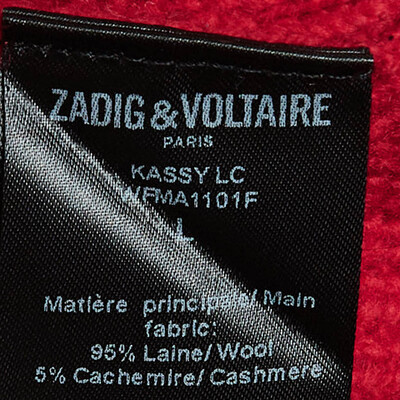 ZADIG & VOLTAIRE
PARIS
KASSY LC
WFMA1101F
L
Matière principale/ Main
fabric:
95% Laine/ Wool
5% Cachemire/ Cashmere